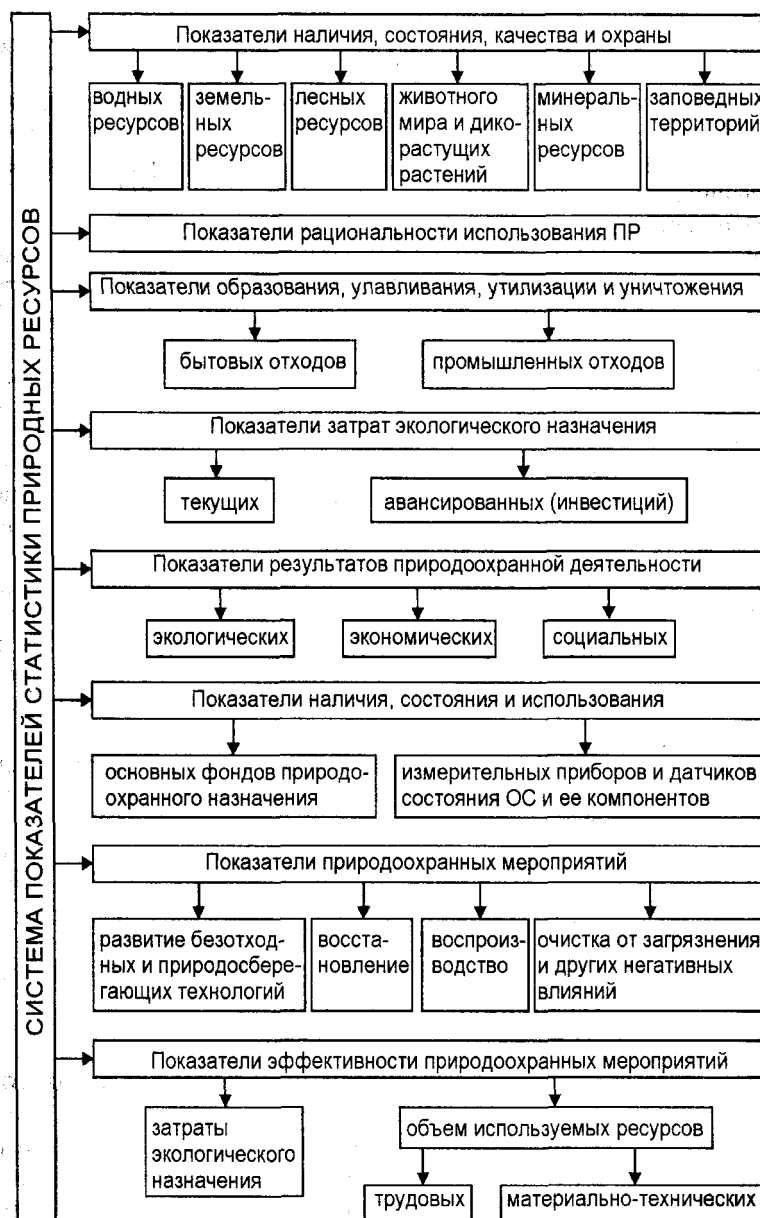 СИСТЕМА ПОКАЗАТЕЛЕЙ СТАТИСТИКИ ПРИРОДНЫХ РЕСУРСОВ
Показатели наличия, состояния, качества и охраны
водных
ресурсов
земель-
ных
ресурсов
лесных
ресурсов
животного
мира и дико-
растущих
растений
минераль-
ных
ресурсов
заповедных
территорий
Показатели рациональности использования ПР
Показатели образования, улавливания, утилизации и уничтожения
бытовых отходов
промышленных отходов
Показатели затрат экологического назначения
текущих
авансированных (инвестиций)
Показатели результатов природоохранной деятельности
экологических
экономических
социальных
Показатели наличия, состояния и использования
основных фондов природо-
охранного назначения
измерительных приборов и датчиков
состояния ОС и ее компонентов
Показатели природоохранных мероприятий
развитие безотход-
ных и природосбере-
гающих технологий
восста-
новление
воспроиз-
водство
очистка от загрязнения
и других негативных
влияний
Показатели эффективности природоохранных мероприятий
затраты
экологического
назначения
объем используемых ресурсов
трудовых
материально-технических